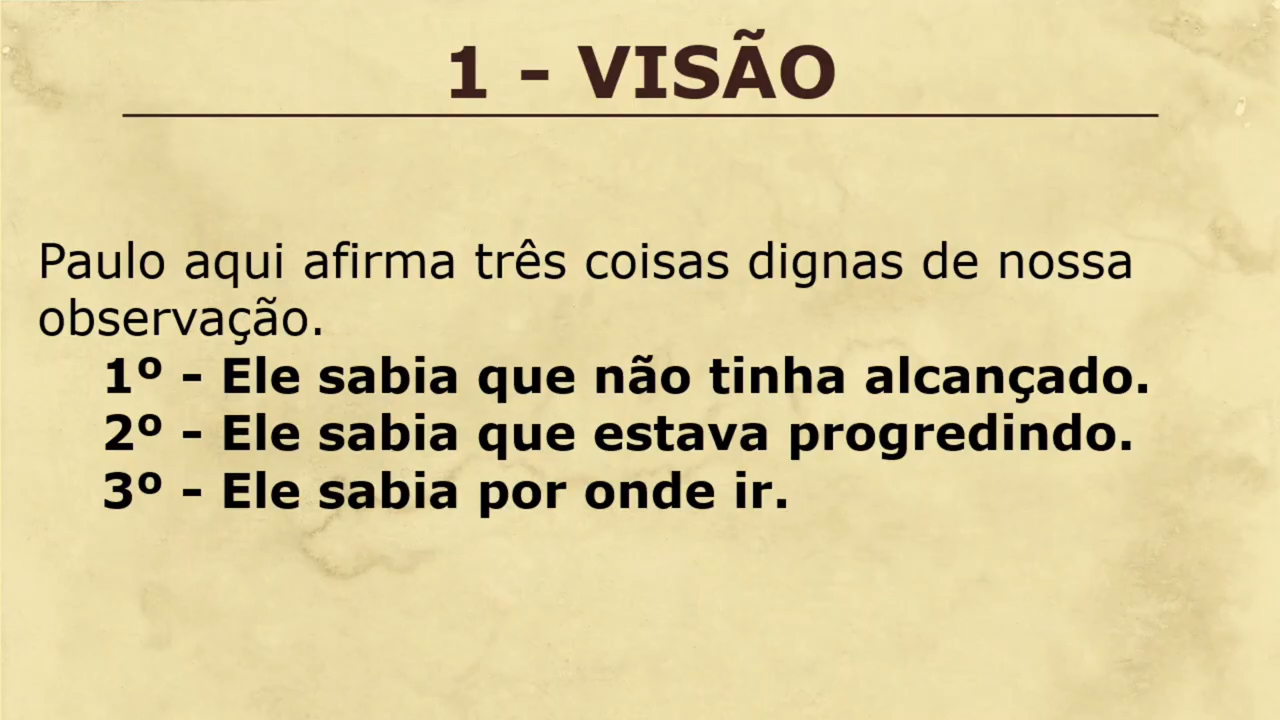 1 - VISÃO
Paulo aqui afirma três coisas dignas de nossa
observação.
1º - Ele sabia que não tinha alcançado.
2º - Ele sabia que estava progredindo.
3º - Ele sabia por onde ir.